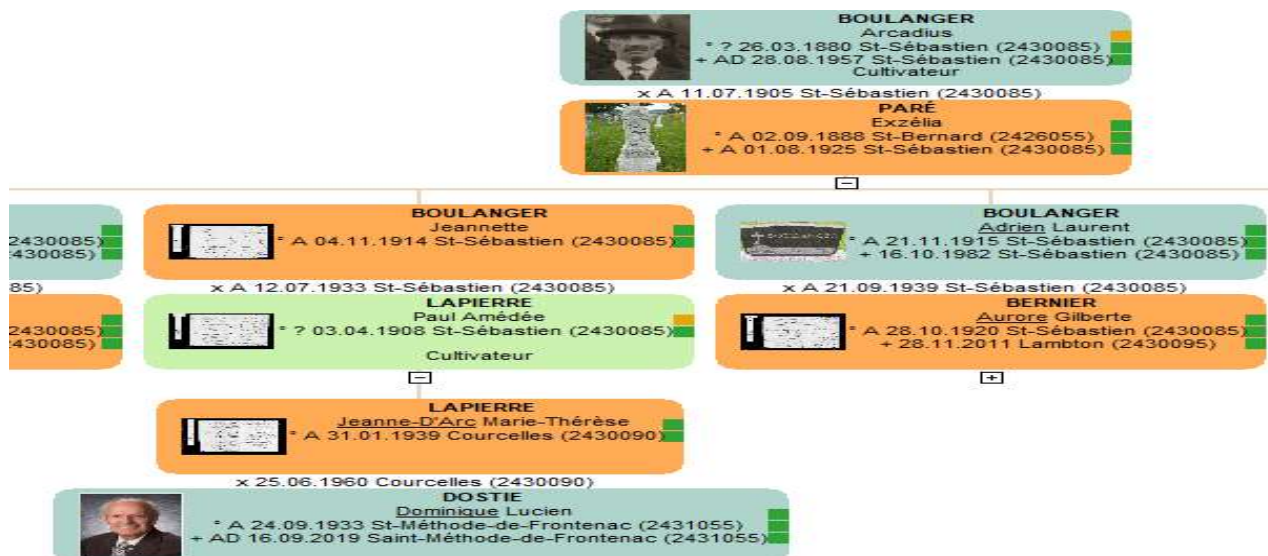 BOULANGER
Arcadius
° ? 26.03.1880 St-Sébastien (2430085)
+ AD 28.08.1957 St-Sébastien (2430085)
Cultivateur
x A 11.07.1905 St-Sébastien (2430085)
PARÉ
Exzélia
° A 02.09.1888 St-Bernard (2426055)
+ A 01.08.1925 St-Sébastien (2430085)
2430085)
2430085)
85)
2430085)
2430085)
BOULANGER
Jeannette
° A 04.11.1914 St-Sébastien (2430085)
x A 12.07.1933 St-Sébastien (2430085)
LAPIERRE
Paul Amédée
° ? 03.04.1908 St-Sébastien (2430085)
Cultivateur
BOULANGER
Adrien Laurent
° A 21.11.1915 St-Sébastien (2430085)
+ 16.10.1982 St-Sébastien (2430085)
x A 21.09.1939 St-Sébastien (2430085)
BERNIER
Aurore Gilberte
° A 28.10.1920 St-Sébastien (2430085)
+ 28.11.2011 Lambton (2430095)
LAPIERRE
Jeanne-D'Arc Marie-Thérèse
° A 31.01.1939 Courcelles (2430090)
x 25.06.1960 Courcelles (2430090)
DOSTIE
Dominique Lucien
° A 24.09.1933 St-Méthode-de-Frontenac (2431055)
+ AD 16.09.2019 Saint-Méthode-de-Frontenac (2431055)